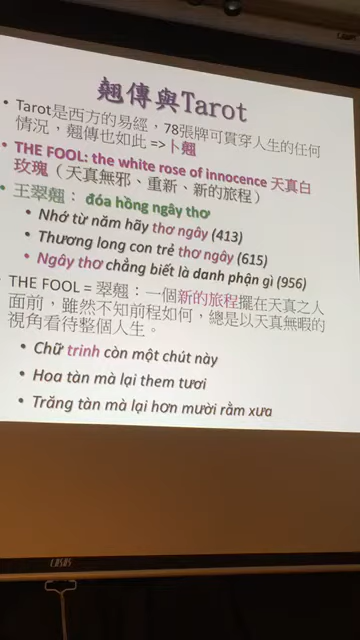 翹傳與Tarot
• Tarot是西方的易經，78張牌可貫穿人生的任何
情況，翹傳也如此 => 卜翹
• THE FOOL: the white rose of innocence 天真白
玫瑰（天真無邪、重新、新的旅程）
• 王翠翹： đóa hồng ngây thơ
• Nhớ từ năm hãy thơ ngây (413)
• Thương long con trẻ thơ ngây (615)
• Ngây thơ chẳng biết là danh phận gì (956)
THE FOOL = 翠翹：一個新的旅程擺在天真之人
面前，雖然不知前程如何，總是以天真無暇的
視角看待整個人生。
• Chữ trinh còn một chút này
• Hoa tàn mà lại them tươi
• Trăng tàn mà lại hơn mười rằm xưa